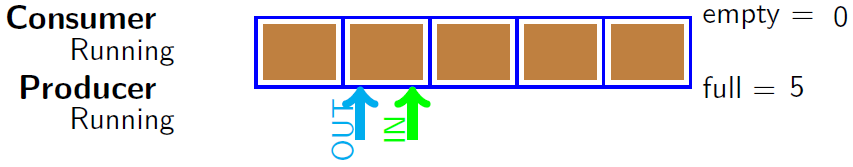 Consumer
Running
Producer
Running
empty = 0
full = 5
OUT
IN